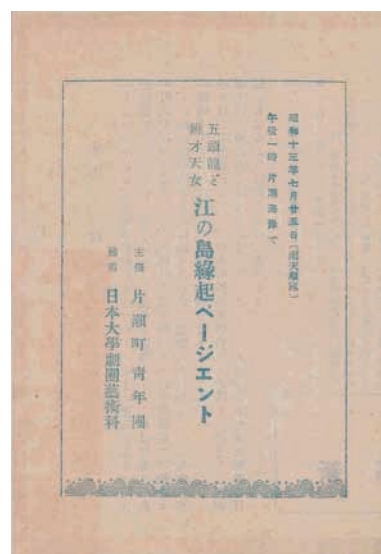 昭和十三年七月廿五日(雨天順延)
午後一時 片瀬海岸で
五頭龍と
辯才天女
江の島縁起ページエント
主催 片瀬町青年團
日本大學劇團藝術科